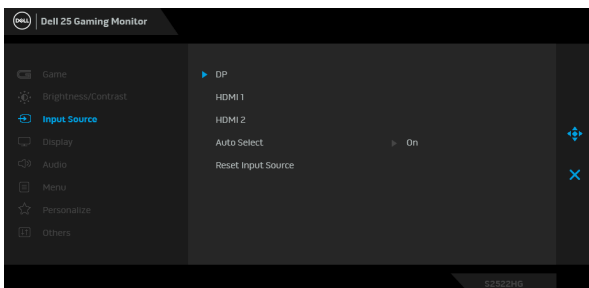 DELL
Dell 25 Gaming Monitor
Game
Brightness/Contrast
Input Source
Display
Audio
Menu
Personalize
Others
DP
HDMI 1
HDMI 2
Auto Select On
Reset Input Source
S2522HG